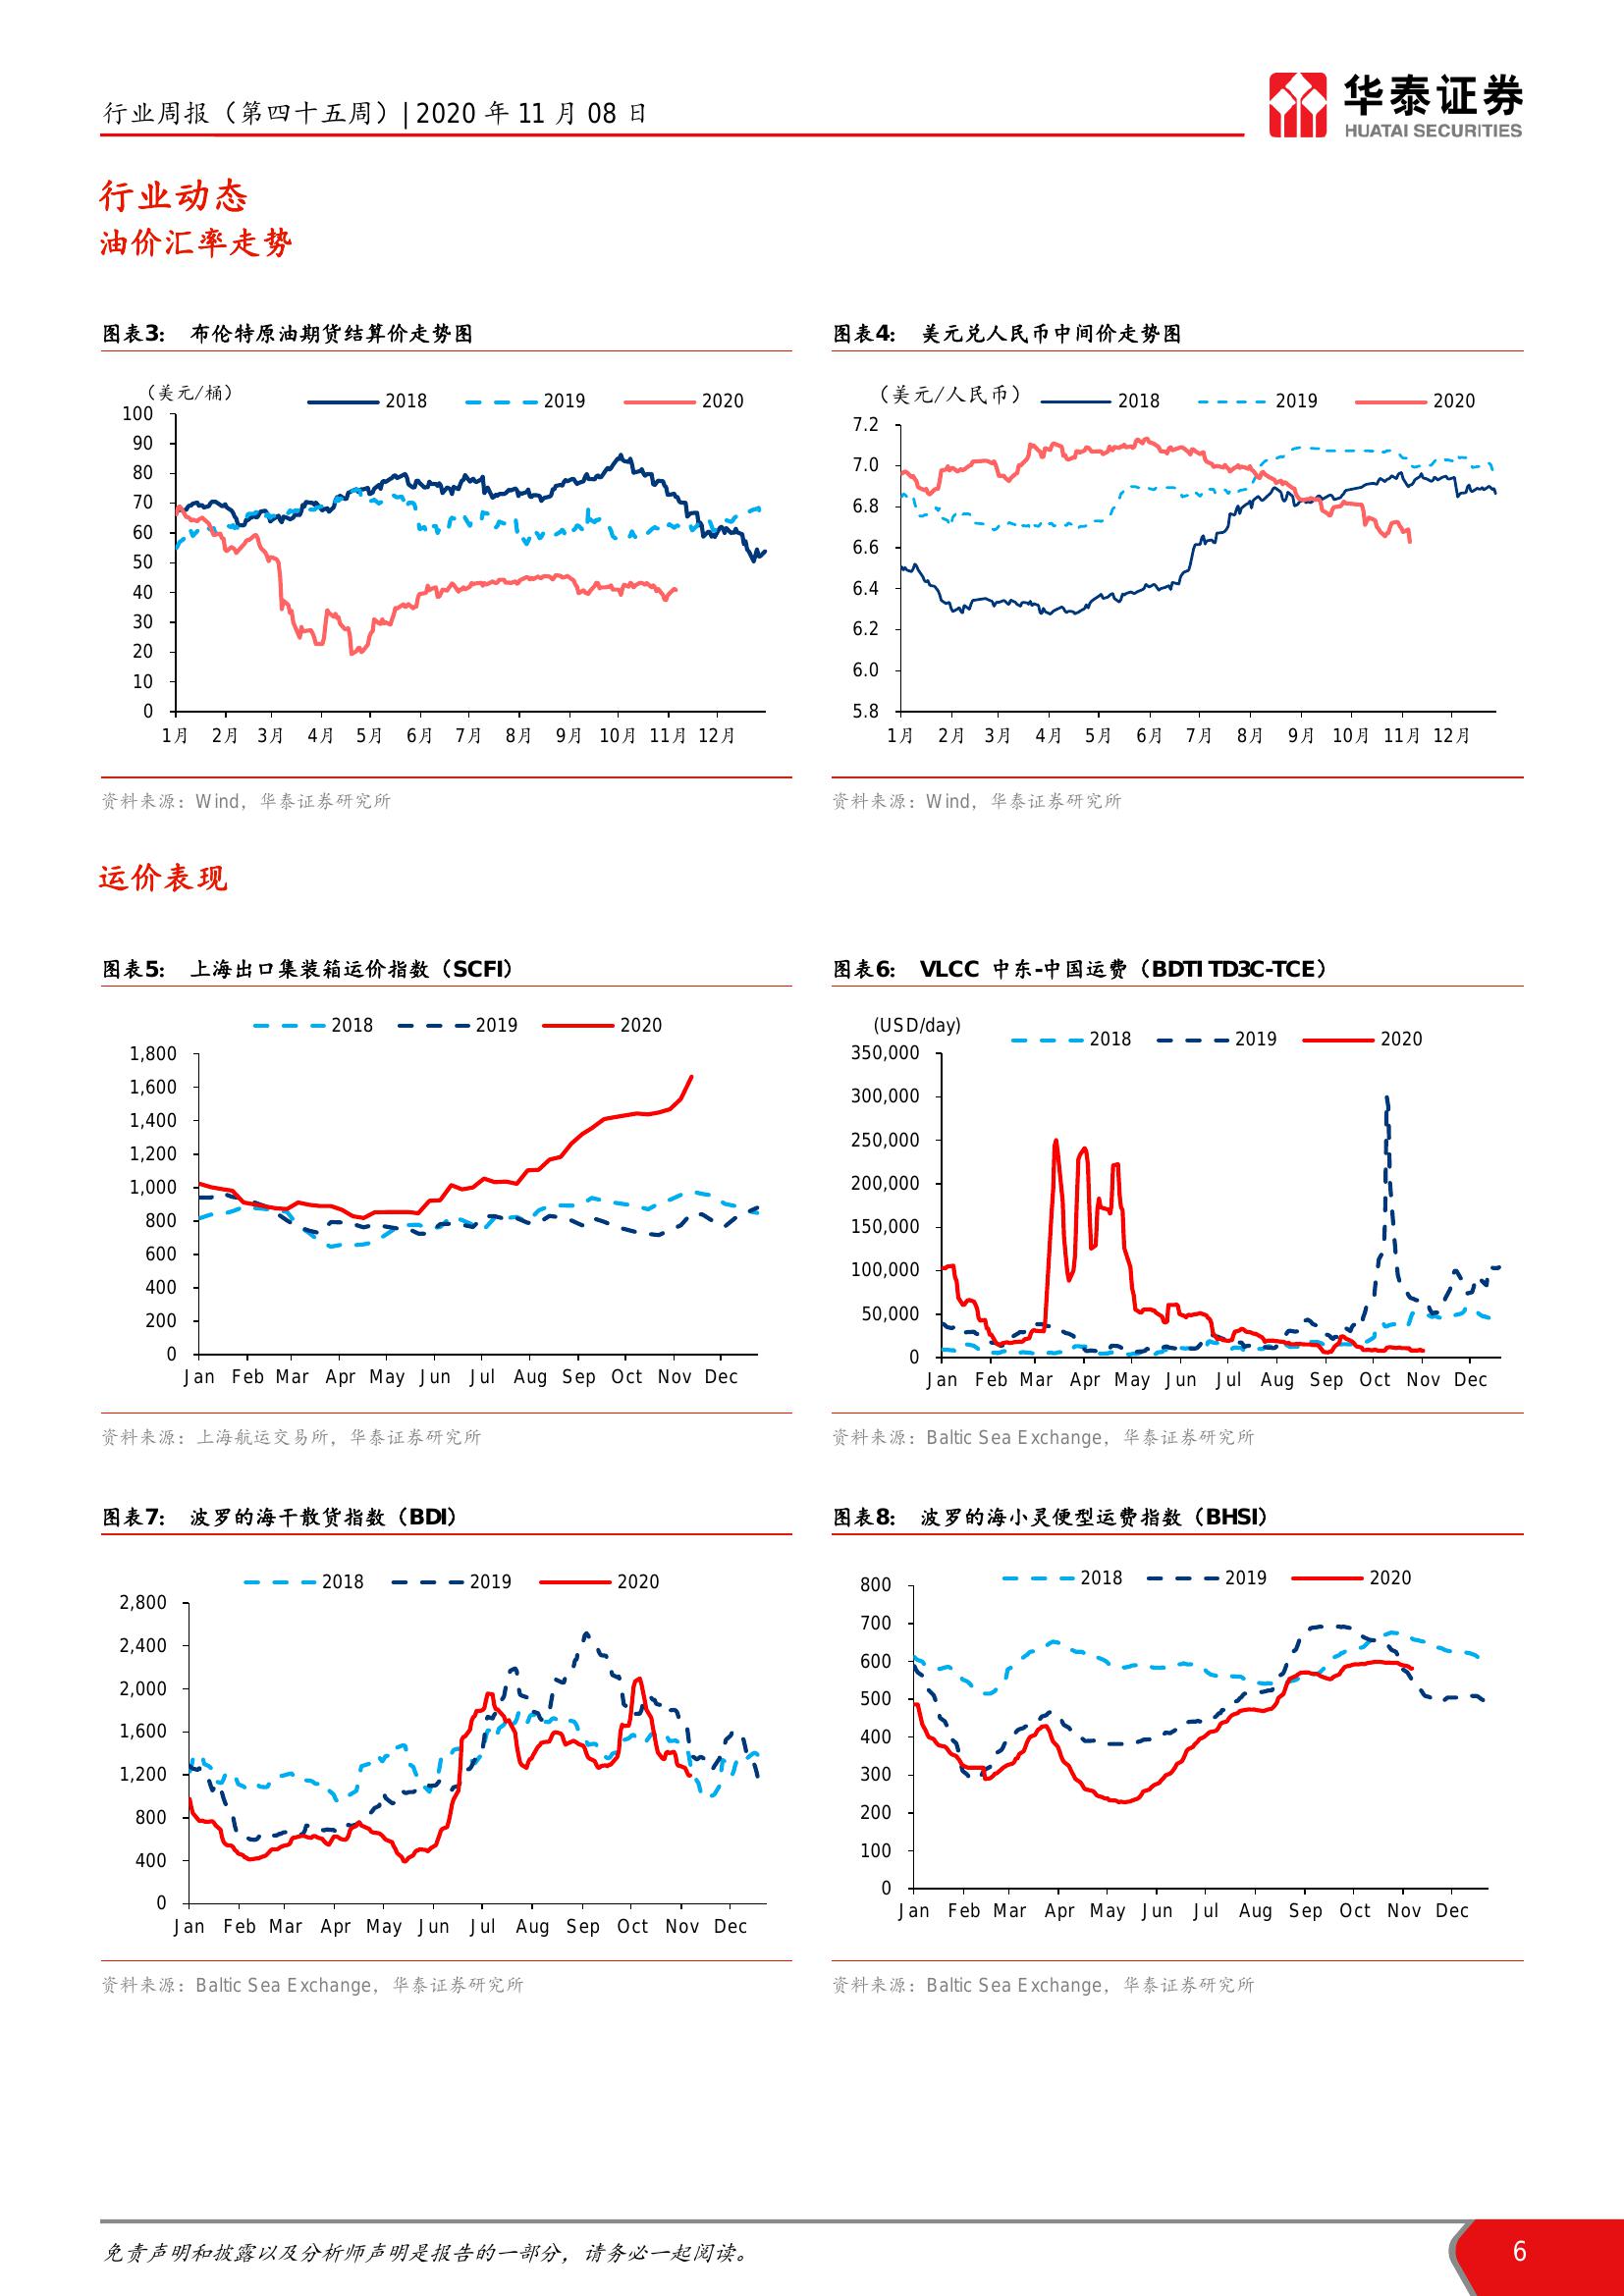 行业周报（第四十五周）| 2020 年 11 月 08 日
华泰证券
HUATAI SECURITIES
行业动态
油价汇率走势
图表3： 布伦特原油期货结算价走势图
（美元/桶） 2018 2019 2020
100
90
80
70
60
50
40
30
20
10
0
1月 2月 3月 4月 5月 6月 7月 8月 9月 10月 11月 12月
资料来源：Wind，华泰证券研究所
图表4： 美元兑人民币中间价走势图
（美元/人民币） 2018 2019 2020
7.2
7.0
6.8
6.6
6.4
6.2
6.0
5.8
1月 2月 3月 4月 5月 6月 7月 8月 9月 10月 11月 12月
资料来源：Wind，华泰证券研究所
运价表现
图表5： 上海出口集装箱运价指数（SCFI）
2018 2019 2020
1,800
1,600
1,400
1,200
1,000
800
600
400
200
0
Jan Feb Mar Apr May Jun Jul Aug Sep Oct Nov Dec
资料来源：上海航运交易所，华泰证券研究所
图表6： VLCC 中东-中国运费（BDTI TD3C-TCE）
(USD/day)
2018 2019 2020
350,000
300,000
250,000
200,000
150,000
100,000
50,000
0
Jan Feb Mar Apr May Jun Jul Aug Sep Oct Nov Dec
资料来源：Baltic Sea Exchange，华泰证券研究所
图表7： 波罗的海干散货指数（BDI）
2018 2019 2020
2,800
2,400
2,000
1,600
1,200
800
400
0
Jan Feb Mar Apr May Jun Jul Aug Sep Oct Nov Dec
资料来源：Baltic Sea Exchange，华泰证券研究所
图表8： 波罗的海小灵便型运费指数（BHSI）
2018 2019 2020
800
700
600
500
400
300
200
100
0
Jan Feb Mar Apr May Jun Jul Aug Sep Oct Nov Dec
资料来源：Baltic Sea Exchange，华泰证券研究所
免责声明和披露以及分析师声明是报告的一部分，请务必一起阅读。
6